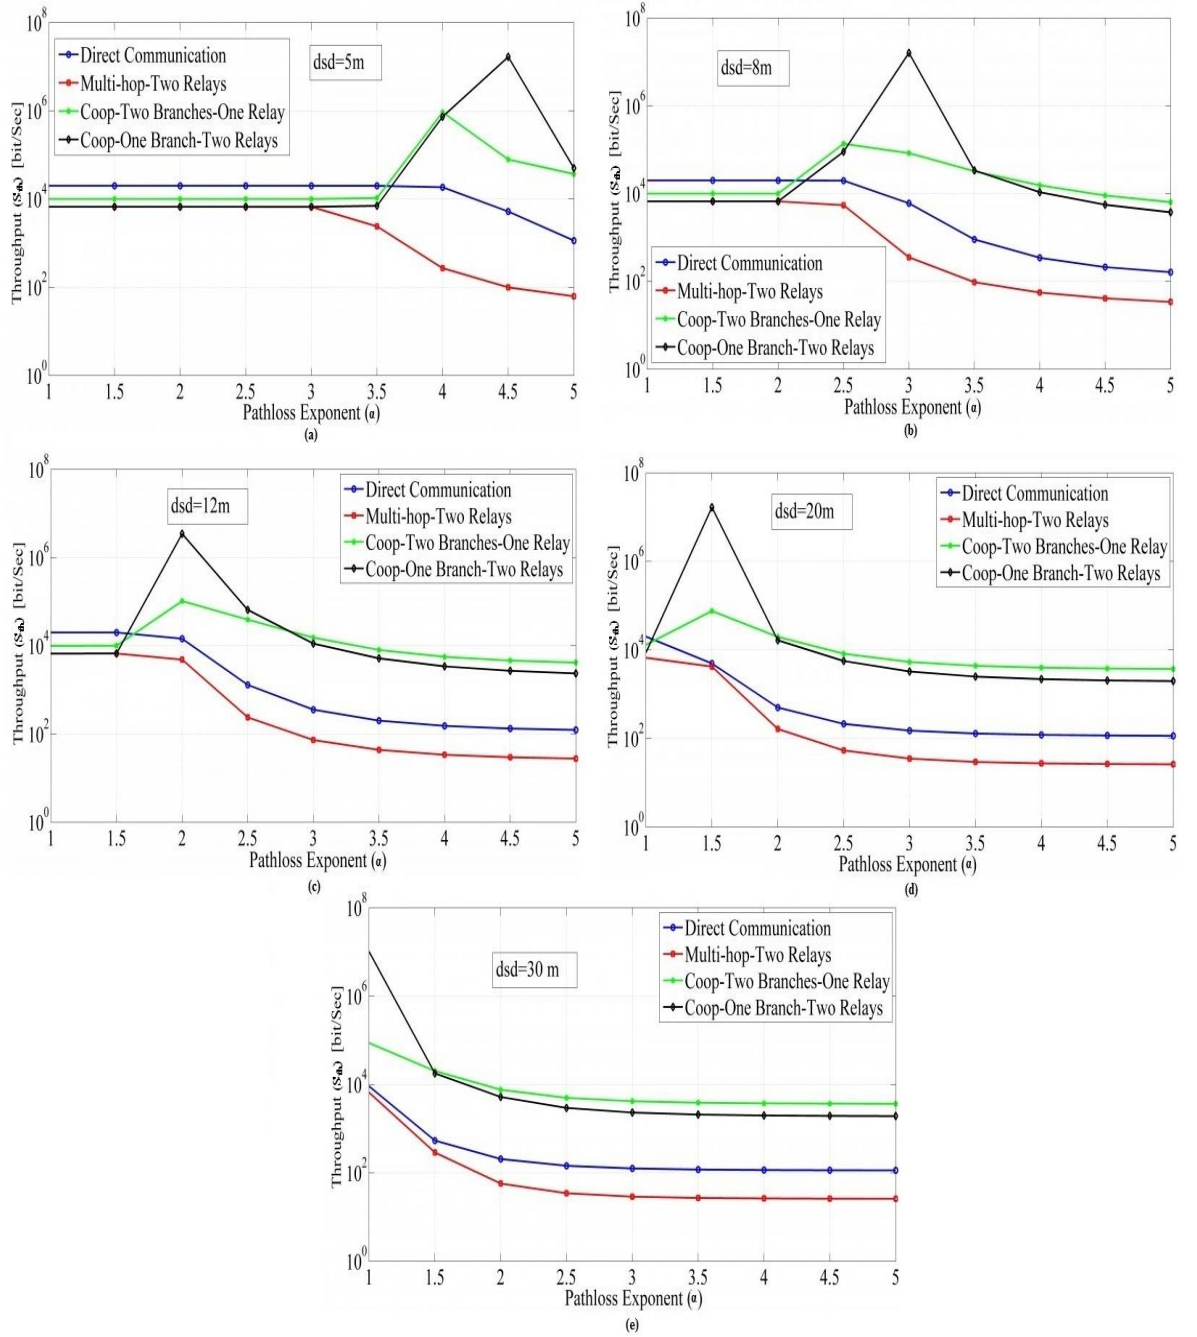 10^8
10^6
10^4
10^2
10^0
Throughput (Sth) [bit/Sec]
Direct Communication
Multi-hop-Two Relays
Coop-Two Branches-One Relay
Coop-One Branch-Two Relays
dsd=5m
1 1.5 2 2.5 3 3.5 4 4.5 5
Pathloss Exponent (α)
(a)
10^8
10^6
10^4
10^2
10^0
Throughput (Sth) [bit/Sec]
dsd=8m
Direct Communication
Multi-hop-Two Relays
Coop-Two Branches-One Relay
Coop-One Branch-Two Relays
1 1.5 2 2.5 3 3.5 4 4.5 5
Pathloss Exponent (α)
(b)
10^8
10^6
10^4
10^2
10^0
Throughput (Sth) [bit/Sec]
dsd=12m
Direct Communication
Multi-hop-Two Relays
Coop-Two Branches-One Relay
Coop-One Branch-Two Relays
1 1.5 2 2.5 3 3.5 4 4.5 5
Pathloss Exponent (α)
(c)
10^8
10^6
10^4
10^2
10^0
Throughput (Sth) [bit/Sec]
dsd=20m
Direct Communication
Multi-hop-Two Relays
Coop-Two Branches-One Relay
Coop-One Branch-Two Relays
1 1.5 2 2.5 3 3.5 4 4.5 5
Pathloss Exponent (α)
(d)
10^8
10^6
10^4
10^2
10^0
Throughput (Sth) [bit/Sec]
dsd=30 m
Direct Communication
Multi-hop-Two Relays
Coop-Two Branches-One Relay
Coop-One Branch-Two Relays
1 1.5 2 2.5 3 3.5 4 4.5 5
Pathloss Exponent (α)
(e)